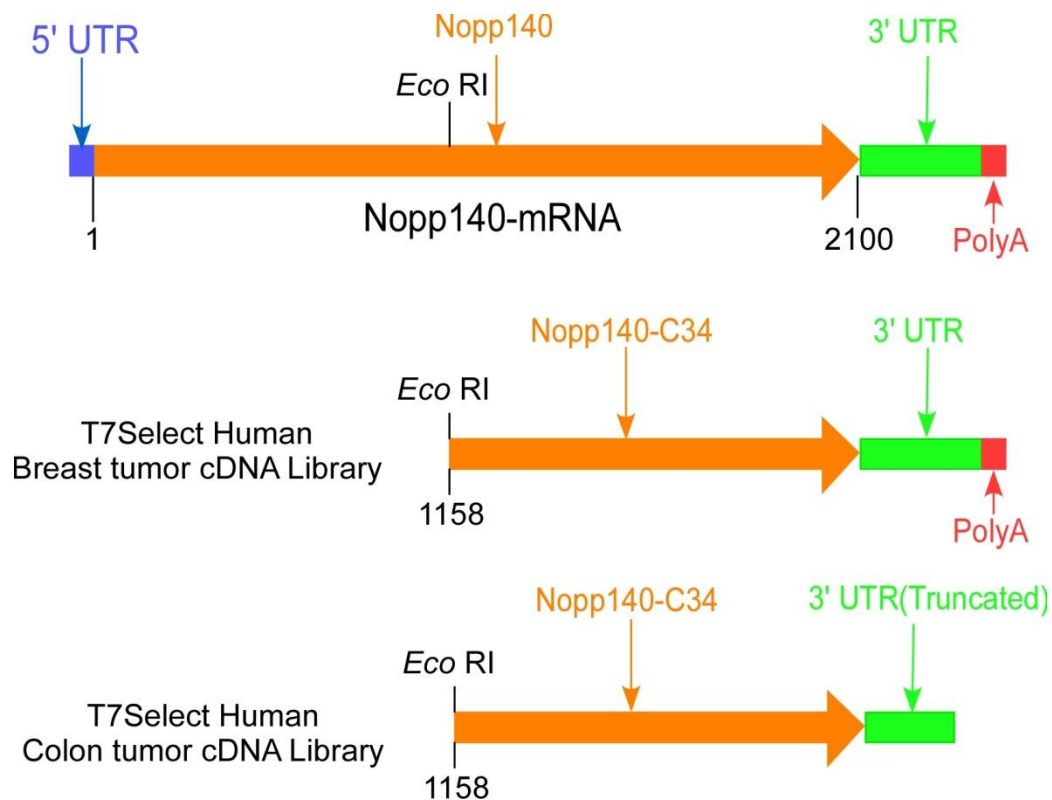 Nopp140
5' UTR
3' UTR
Eco RI
1
Nopp140-mRNA
2100
PolyA
Nopp140-C34
3' UTR
Eco RI
T7Select Human
Breast tumor cDNA Library
1158
PolyA
Nopp140-C34
3' UTR(Truncated)
Eco RI
T7Select Human
Colon tumor cDNA Library
1158